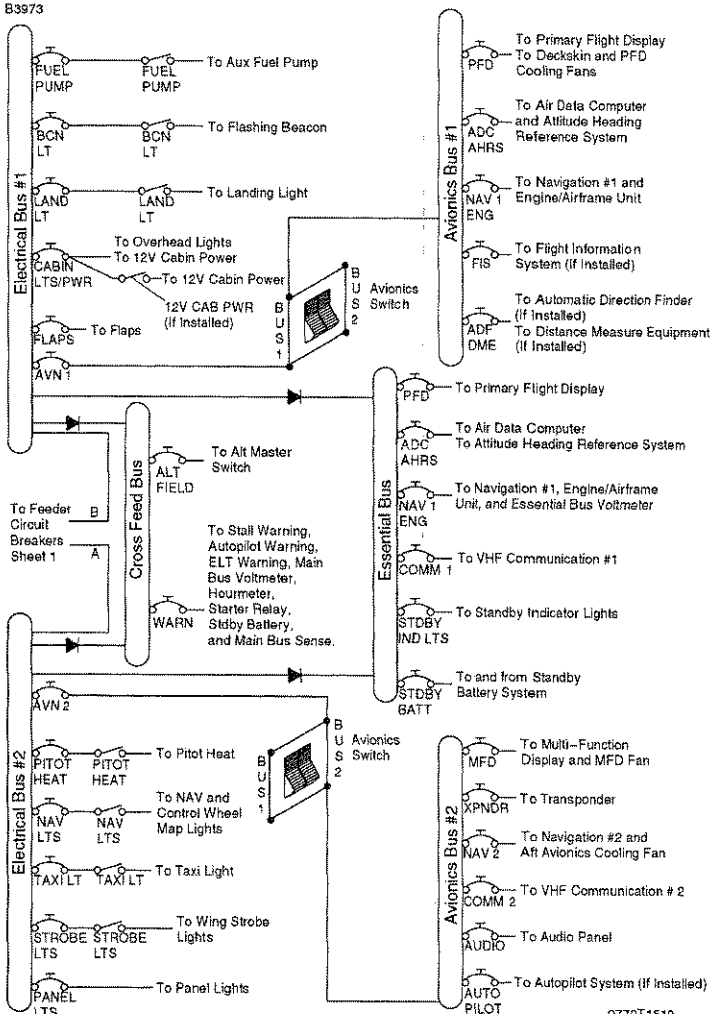 B3973
Electrical Bus #1
FUEL
PUMP
FUEL
PUMP
To Aux Fuel Pump
BCN
LT
BCN
LT
To Flashing Beacon
LAND
LT
LAND
LT
To Landing Light
CABIN
LTS/PWR
To Overhead Lights
To 12V Cabin Power
To 12V Cabin Power
12V CAB PWR
(If Installed)
FLAPS
To Flaps
AVN 1
BUS 1
BUS 2
Avionics
Switch
Avionics Bus #1
PFD
To Primary Flight Display
To Deckskin and PFD
Cooling Fans
ADC
AHRS
To Air Data Computer
and Attitude Heading
Reference System
NAV 1
ENG
To Navigation #1 and
Engine/Airframe Unit
FIS
To Flight Information
System (If Installed)
ADF
DME
To Automatic Direction Finder
(If Installed)
To Distance Measure Equipment
(If Installed)
Cross Feed Bus
ALT
FIELD
To Alt Master
Switch
To Feeder
Circuit
Breakers
Sheet 1
B
A
WARN
To Stall Warning,
Autopilot Warning,
ELT Warning, Main
Bus Voltmeter,
Hourmeter,
Starter Relay,
Stdby Battery,
and Main Bus Sense.
Essential Bus
PFD
To Primary Flight Display
ADC
AHRS
To Air Data Computer
To Attitude Heading Reference System
NAV 1
ENG
To Navigation #1, Engine/Airframe
Unit, and Essential Bus Voltmeter
COMM 1
To VHF Communication #1
STDBY
IND LTS
To Standby Indicator Lights
STDBY
BATT
To and from Standby
Battery System
Electrical Bus #2
AVN 2
BUS 1
BUS 2
Avionics
Switch
PITOT
HEAT
PITOT
HEAT
To Pitot Heat
NAV
LTS
NAV
LTS
To NAV and
Control Wheel
Map Lights
TAXI LT
TAXI LT
To Taxi Light
STROBE
LTS
STROBE
LTS
To Wing Strobe
Lights
PANEL
LTS
To Panel Lights
Avionics Bus #2
MFD
To Multi-Function
Display and MFD Fan
XPNDR
To Transponder
NAV 2
To Navigation #2 and
Aft Avionics Cooling Fan
COMM 2
To VHF Communication # 2
AUDIO
To Audio Panel
AUTO
PILOT
To Autopilot System (If Installed)